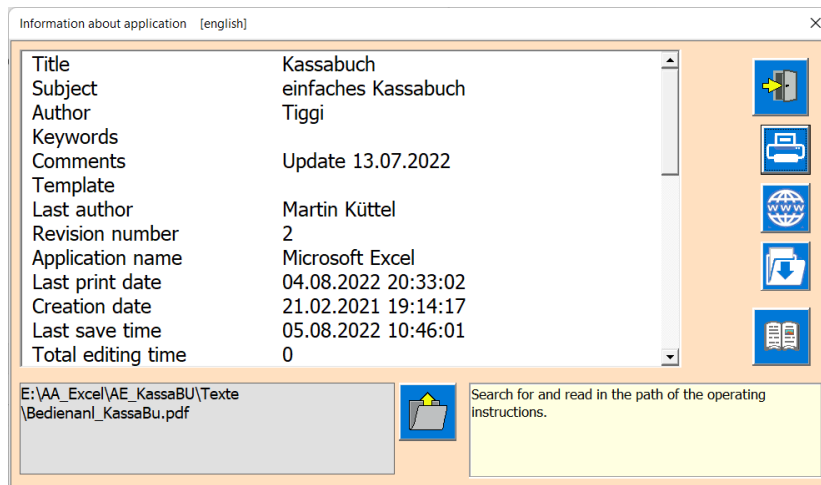 Information about application [english]
Title Kassabuch
Subject einfaches Kassabuch
Author Tiggi
Keywords
Comments Update 13.07.2022
Template
Last author Martin Küttel
Revision number 2
Application name Microsoft Excel
Last print date 04.08.2022 20:33:02
Creation date 21.02.2021 19:14:17
Last save time 05.08.2022 10:46:01
Total editing time 0
www
E:\AA_Excel\AE_KassaBU\Texte
\Bedienanl_KassaBu.pdf
Search for and read in the path of the operating
instructions.